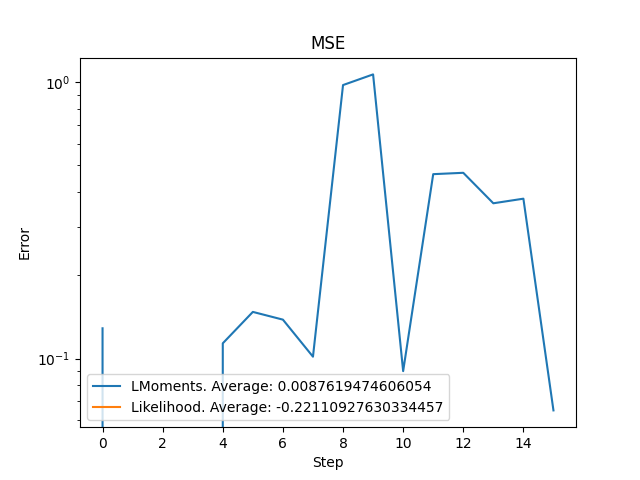 MSE
10⁰
10⁻¹
Error
LMoments. Average: 0.0087619474606054
Likelihood. Average: -0.22110927630334457
0 2 4 6 8 10 12 14
Step